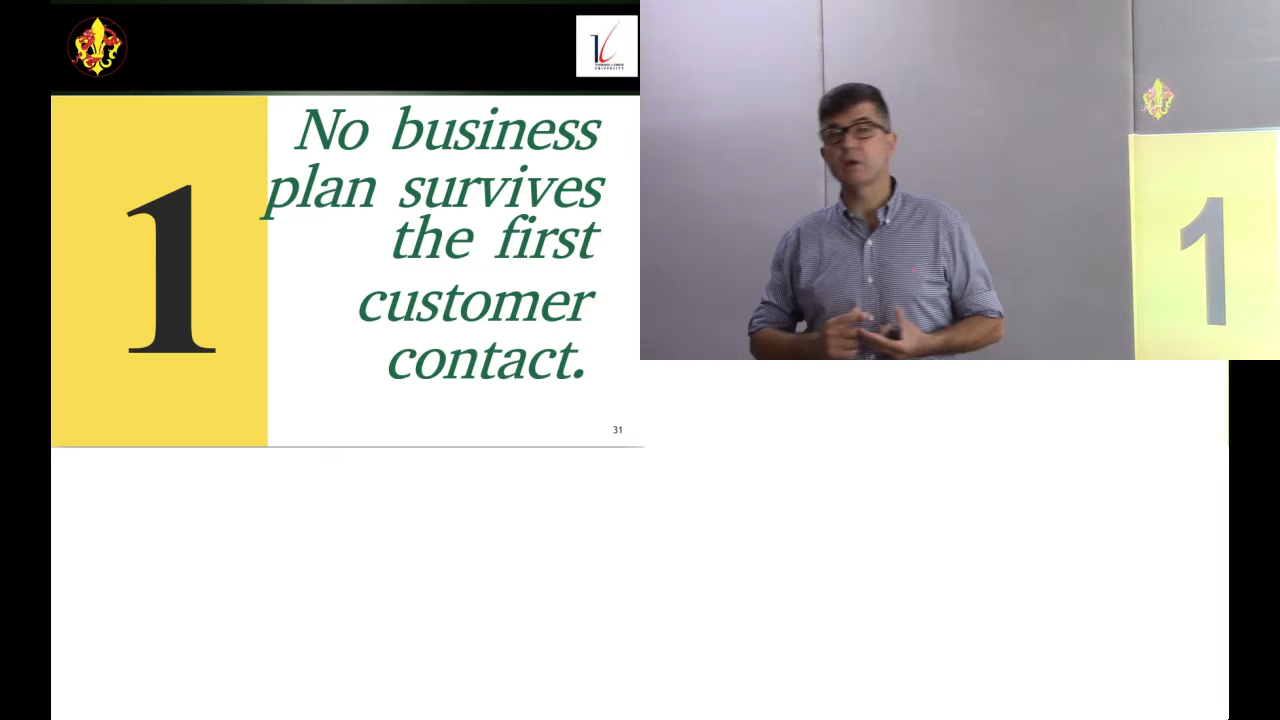 1
No business
plan survives
the first
customer
contact.
31
1